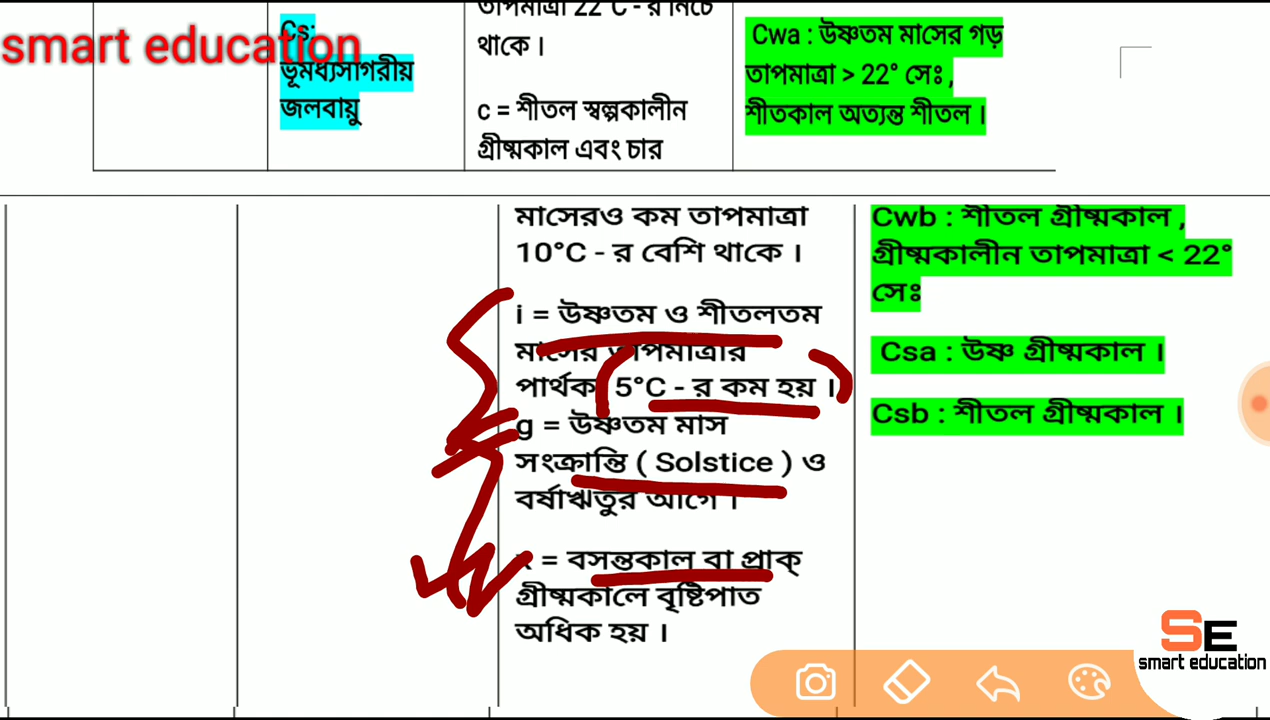 smart education
Cs:
ভূমধ্যসাগরীয়
জলবায়ু
তাপমাত্রা 22°C - র নিচে
থাকে ।
c = শীতল স্বল্পকালীন
গ্রীষ্মকাল এবং চার
Cwa : উষ্ণতম মাসের গড়
তাপমাত্রা > 22° সেঃ ,
শীতকাল অত্যন্ত শীতল ।
মাসেরও কম তাপমাত্রা
10°C - র বেশি থাকে ।
i = উষ্ণতম ও শীতলতম
মাসের তাপমাত্রার
পার্থক্য 5°C - র কম হয় ।
g = উষ্ণতম মাস
সংক্রান্তি ( Solstice ) ও
বর্ষাঋতুর আগে ।
= বসন্তকাল বা প্রাক্
গ্রীষ্মকালে বৃষ্টিপাত
অধিক হয় ।
Cwb : শীতল গ্রীষ্মকাল ,
গ্রীষ্মকালীন তাপমাত্রা < 22°
সেঃ
Csa : উষ্ণ গ্রীষ্মকাল ।
Csb : শীতল গ্রীষ্মকাল ।
SE
smart education